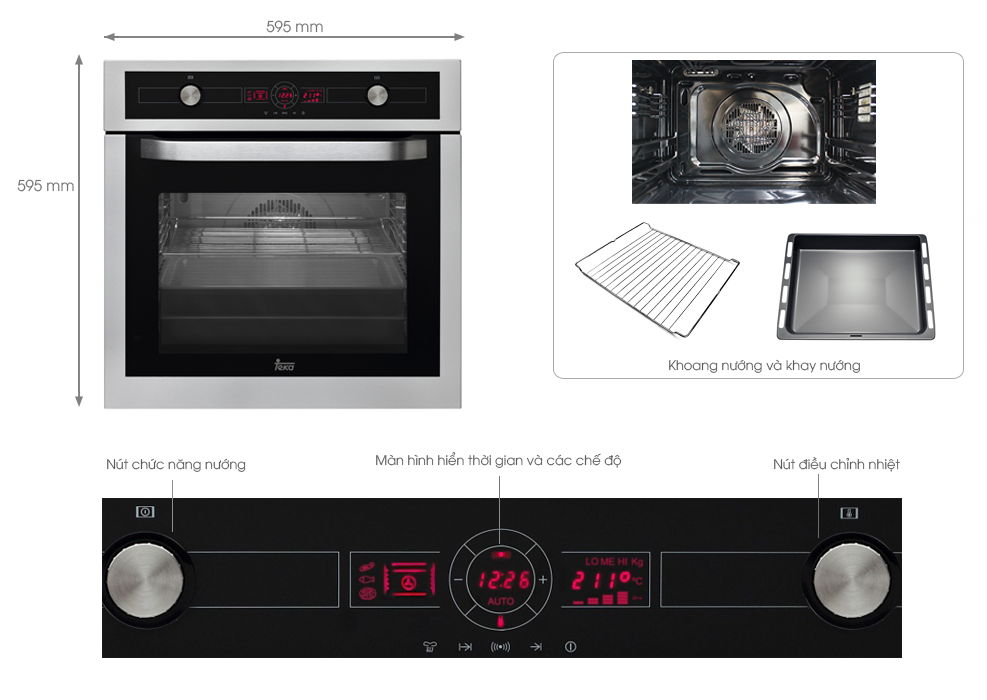 595 mm
595 mm
Teka
Khoang nướng và khay nướng
Nút chức năng nướng
Màn hình hiển thời gian và các chế độ
Nút điều chỉnh nhiệt
LO ME HI Kg
12:26
211° °C
AUTO